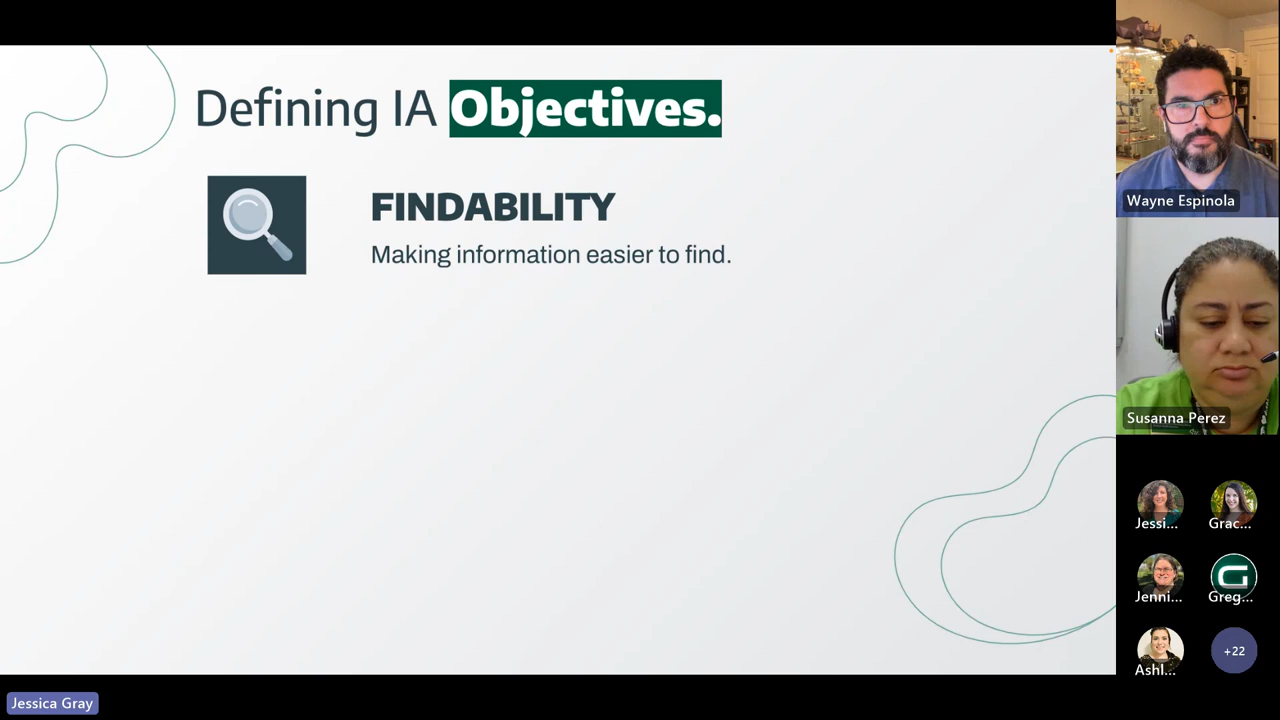 Defining IA Objectives.
FINDABILITY
Making information easier to find.
Wayne Espinola
Susanna Perez
Jessi...
Grac...
Jenni...
G
Greg...
Ashl...
+22
Jessica Gray